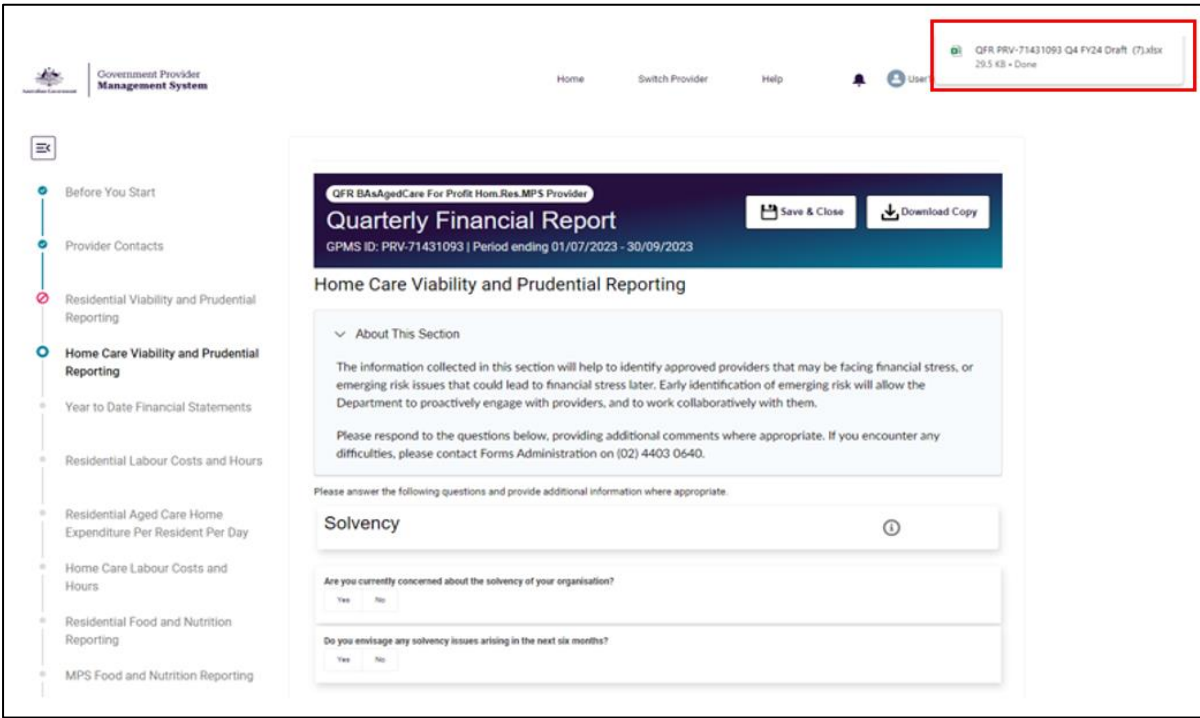 QFR PRV-71431093 Q4 FY24 Draft (7).xlsx
29.5 KB • Done
Government Provider
Management System
Home
Switch Provider
Help
Before You Start
Provider Contacts
Residential Viability and Prudential
Reporting
Home Care Viability and Prudential
Reporting
Year to Date Financial Statements
Residential Labour Costs and Hours
Residential Aged Care Home
Expenditure Per Resident Per Day
Home Care Labour Costs and
Hours
Residential Food and Nutrition
Reporting
MPS Food and Nutrition Reporting
QFR BAsAgedCare For Profit Hom.Res.MPS Provider
Quarterly Financial Report
GPMS ID: PRV-71431093 | Period ending 01/07/2023 - 30/09/2023
Save & Close
Download Copy
Home Care Viability and Prudential Reporting
About This Section
The information collected in this section will help to identify approved providers that may be facing financial stress, or
emerging risk issues that could lead to financial stress later. Early identification of emerging risk will allow the
Department to proactively engage with providers, and to work collaboratively with them.
Please respond to the questions below, providing additional comments where appropriate. If you encounter any
difficulties, please contact Forms Administration on (02) 4403 0640.
Please answer the following questions and provide additional information where appropriate.
Solvency
Are you currently concerned about the solvency of your organisation?
Yes No
Do you envisage any solvency issues arising in the next six months?
Yes No